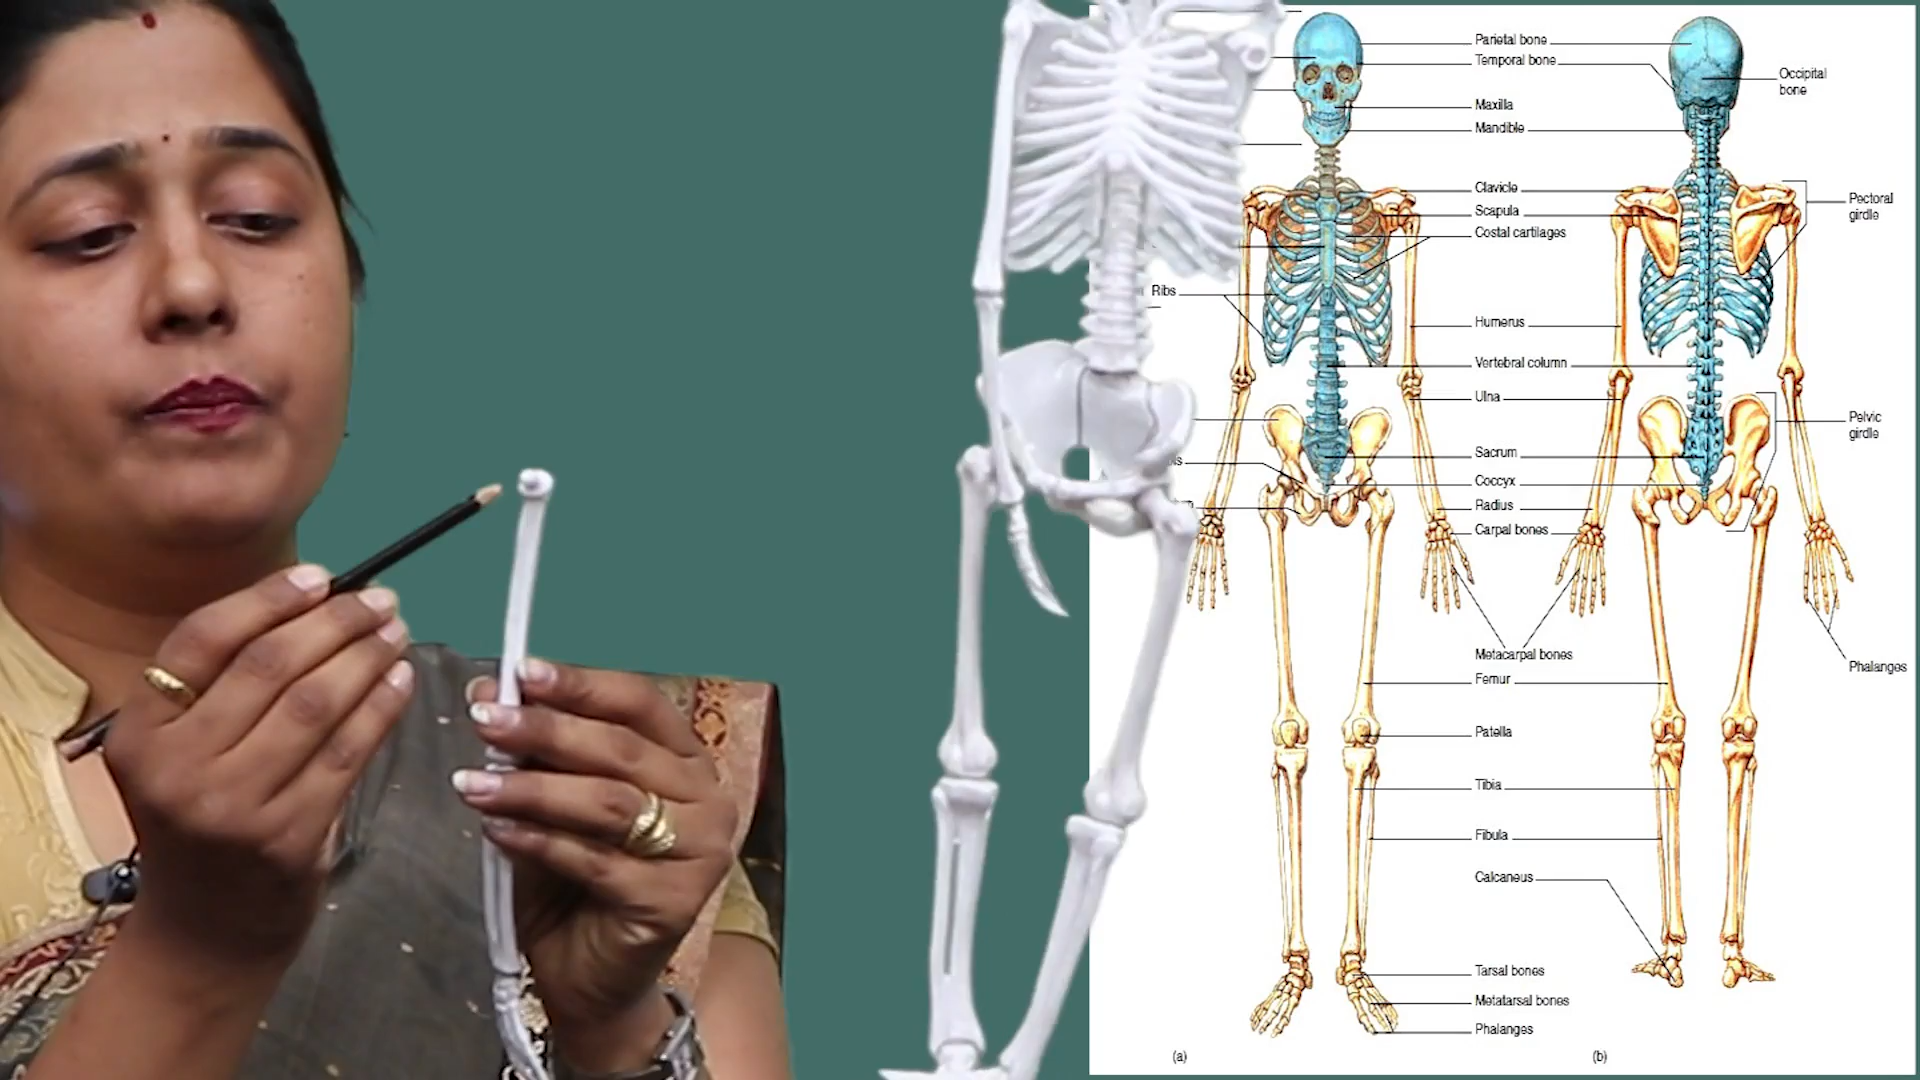 Parietal bone
Temporal bone
Occipital
bone
Maxilla
Mandible
Clavicle
Scapula
Pectoral
girdle
Costal cartilages
Ribs
Humerus
Vertebral column
Ulna
Pelvic
girdle
Sacrum
Coccyx
Radius
Carpal bones
Metacarpal bones
Phalanges
Femur
Patella
Tibia
Fibula
Calcaneus
Tarsal bones
Metatarsal bones
Phalanges
(a)
(b)